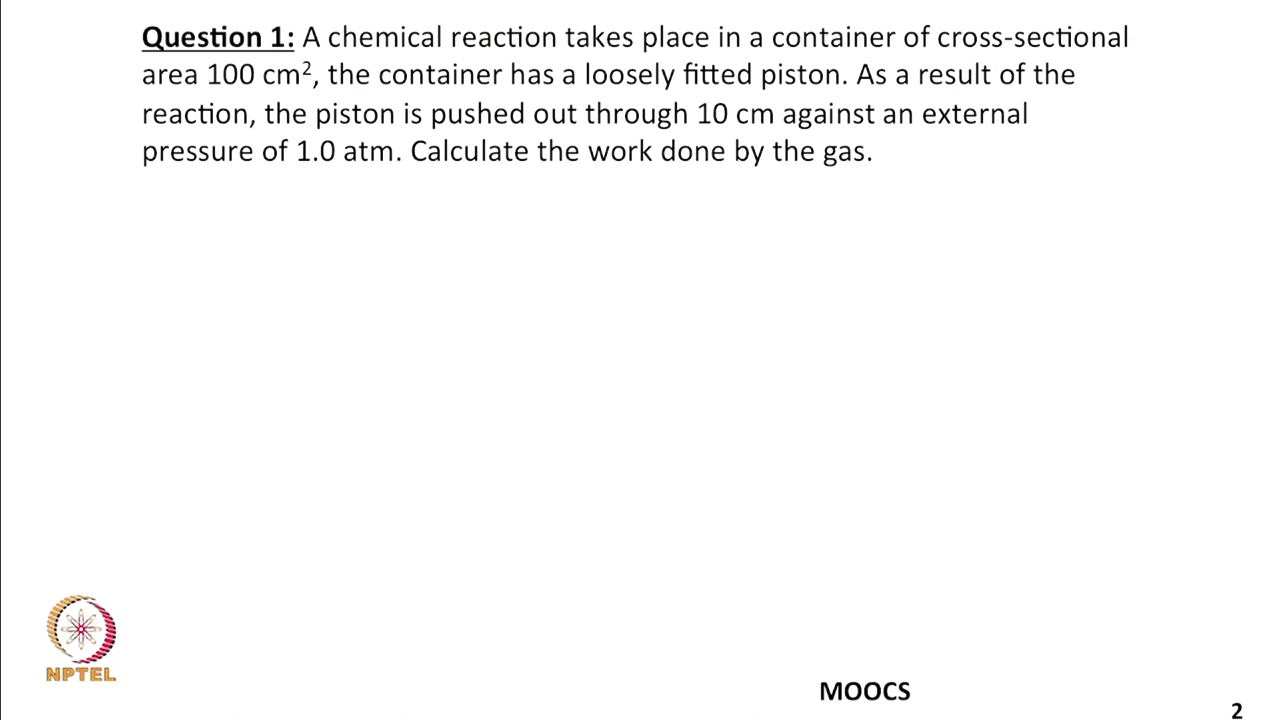 Question 1: A chemical reaction takes place in a container of cross-sectional
area 100 cm², the container has a loosely fitted piston. As a result of the
reaction, the piston is pushed out through 10 cm against an external
pressure of 1.0 atm. Calculate the work done by the gas.
NPTEL
MOOCS
2